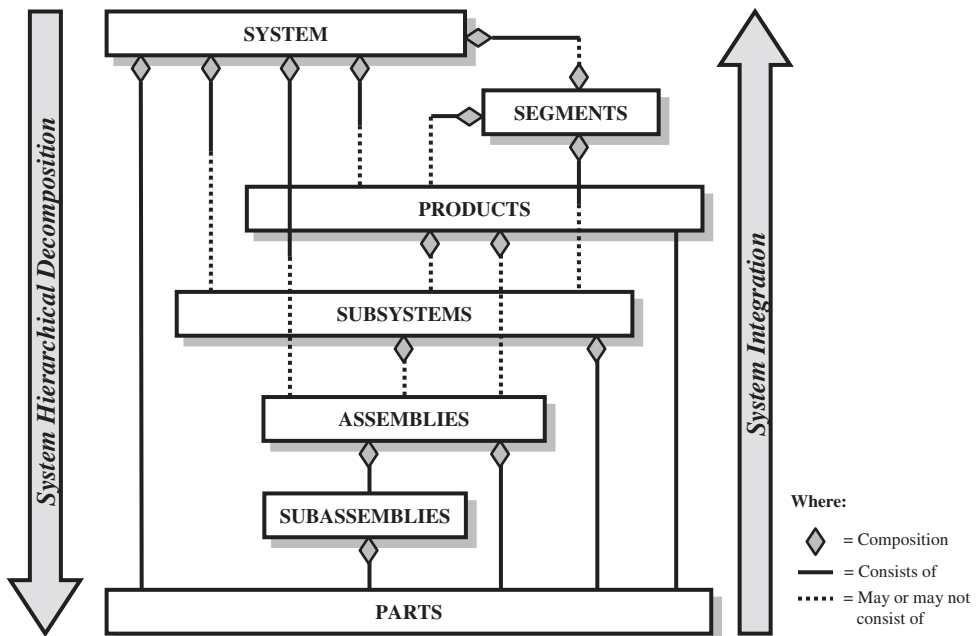 SYSTEM
SEGMENTS
PRODUCTS
SUBSYSTEMS
ASSEMBLIES
SUBASSEMBLIES
PARTS
System Hierarchical Decomposition
System Integration
Where:
= Composition
= Consists of
= May or may not
consist of